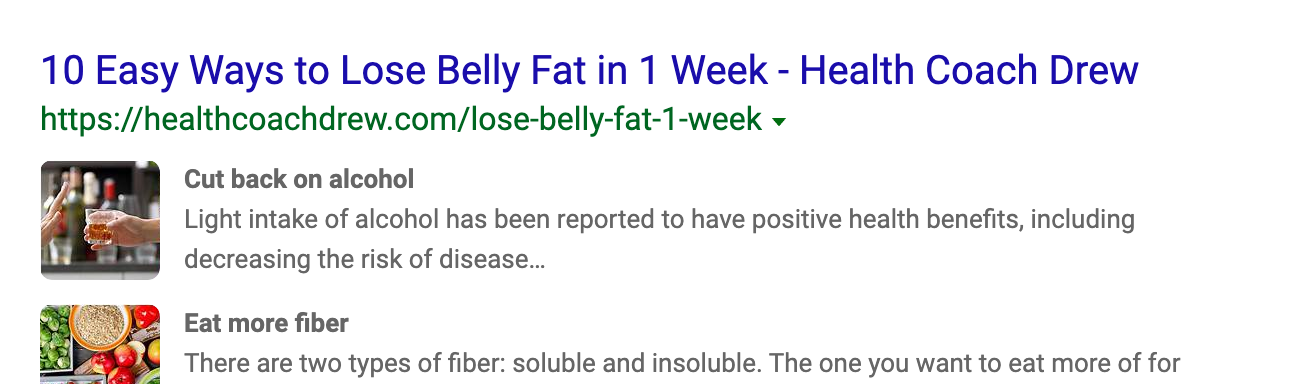 10 Easy Ways to Lose Belly Fat in 1 Week - Health Coach Drew
https://healthcoachdrew.com/lose-belly-fat-1-week
Cut back on alcohol
Light intake of alcohol has been reported to have positive health benefits, including
decreasing the risk of disease...
Eat more fiber
There are two types of fiber: soluble and insoluble. The one you want to eat more of for